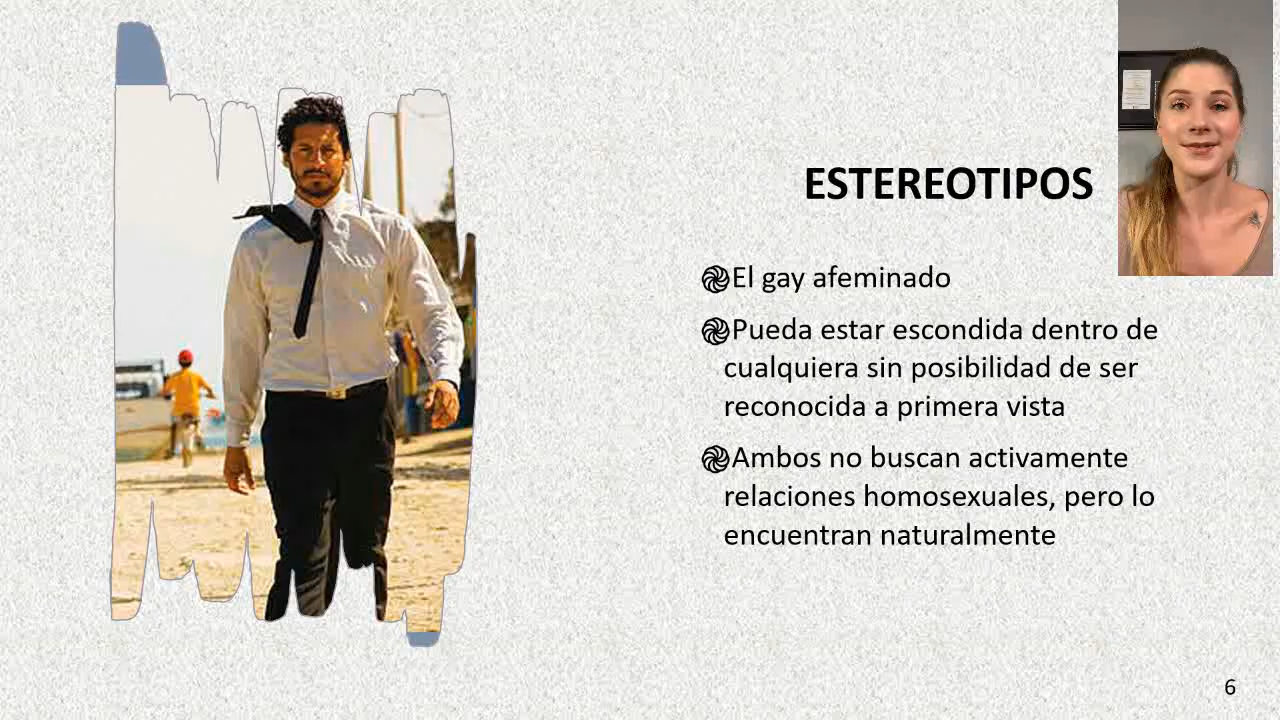 ESTEREOTIPOS
El gay afeminado
Pueda estar escondida dentro de
cualquiera sin posibilidad de ser
reconocida a primera vista
Ambos no buscan activamente
relaciones homosexuales, pero lo
encuentran naturalmente
6